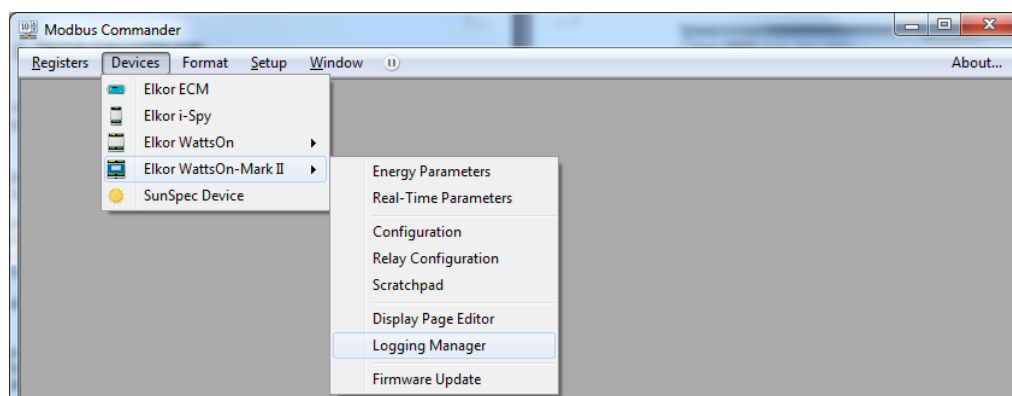 Modbus Commander
Registers Devices Format Setup Window About...
Elkor ECM
Elkor i-Spy
Elkor WattsOn
Elkor WattsOn-Mark II
SunSpec Device
Energy Parameters
Real-Time Parameters
Configuration
Relay Configuration
Scratchpad
Display Page Editor
Logging Manager
Firmware Update